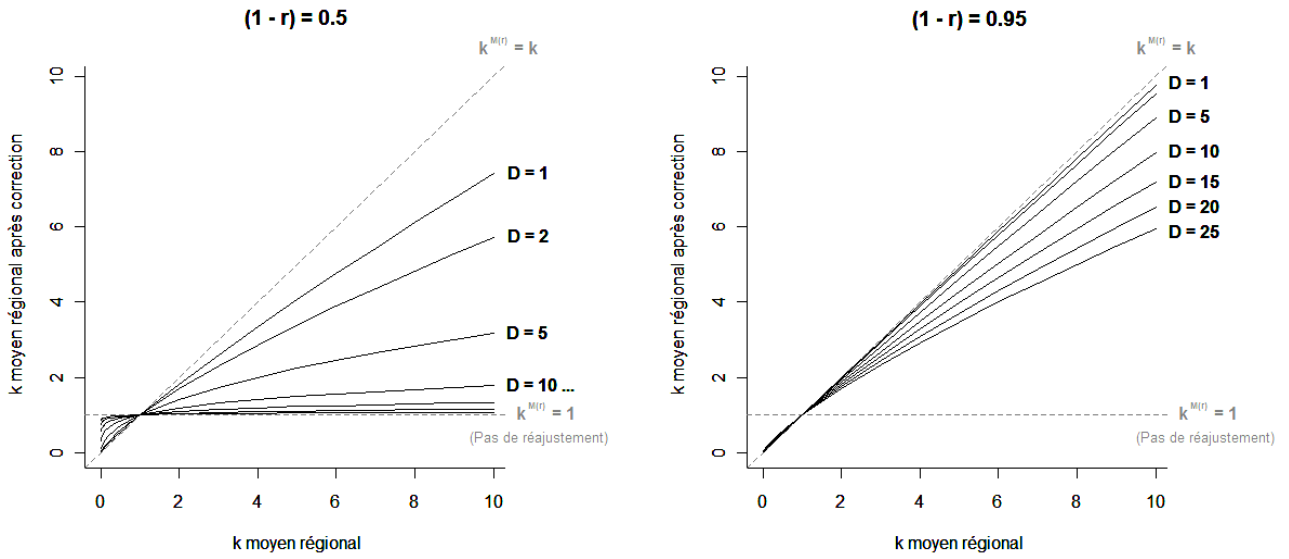 (1 - r) = 0.5
k^M(r) = k
k moyen régional après correction
10
8
6
4
2
0
D = 1
D = 2
D = 5
D = 10 ...
k^M(r) = 1
(Pas de réajustement)
0 2 4 6 8 10
k moyen régional
(1 - r) = 0.95
k^M(r) = k
k moyen régional après correction
10
8
6
4
2
0
D = 1
D = 5
D = 10
D = 15
D = 20
D = 25
k^M(r) = 1
(Pas de réajustement)
0 2 4 6 8 10
k moyen régional